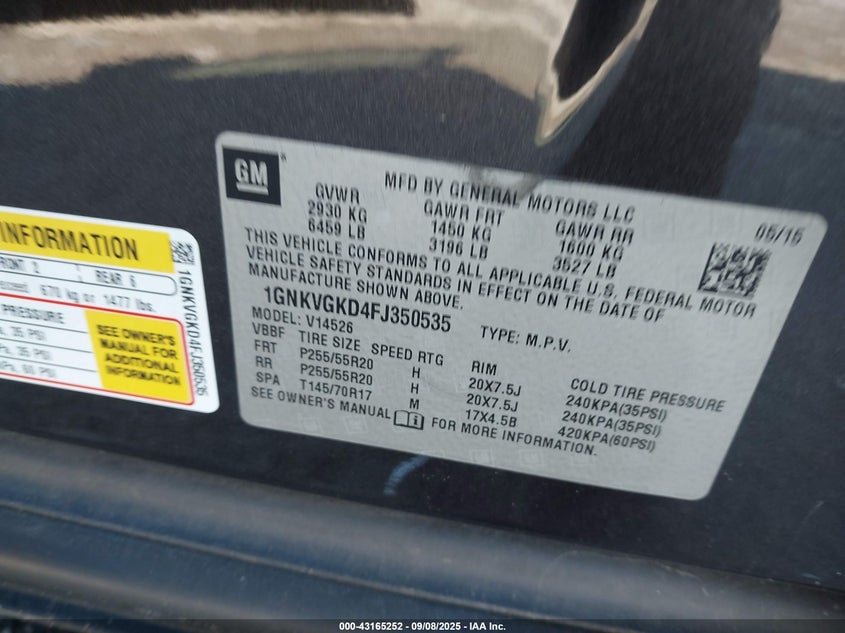 GM
MFD BY GENERAL MOTORS LLC
05/15
GVWR GAWR FRT GAWR RR
2930 KG 1450 KG 1600 KG
6459 LB 3196 LB 3527 LB
THIS VEHICLE CONFORMS TO ALL APPLICABLE U.S. FEDERAL MOTOR
VEHICLE SAFETY STANDARDS IN EFFECT ON THE DATE OF
MANUFACTURE SHOWN ABOVE.
1GNKVGKD4FJ350535 TYPE: M.P.V.
MODEL: V14526
VBBF TIRE SIZE SPEED RTG RIM COLD TIRE PRESSURE
FRT P255/55R20 H 20X7.5J 240KPA(35PSI)
RR P255/55R20 H 20X7.5J 240KPA(35PSI)
SPA T145/70R17 M 17X4.5B 420KPA(60PSI)
SEE OWNER'S MANUAL FOR MORE INFORMATION.
INFORMATION
FRONT 2 REAR 5
exceed 670 kg or 1477 lbs.
PRESSURE
35 PSI
35 PSI
60 PSI
SEE OWNER'S
MANUAL FOR
ADDITIONAL
INFORMATION
1GNKVGKD4FJ350535
000-43165252 | 09/08/2025 - IAA Inc.